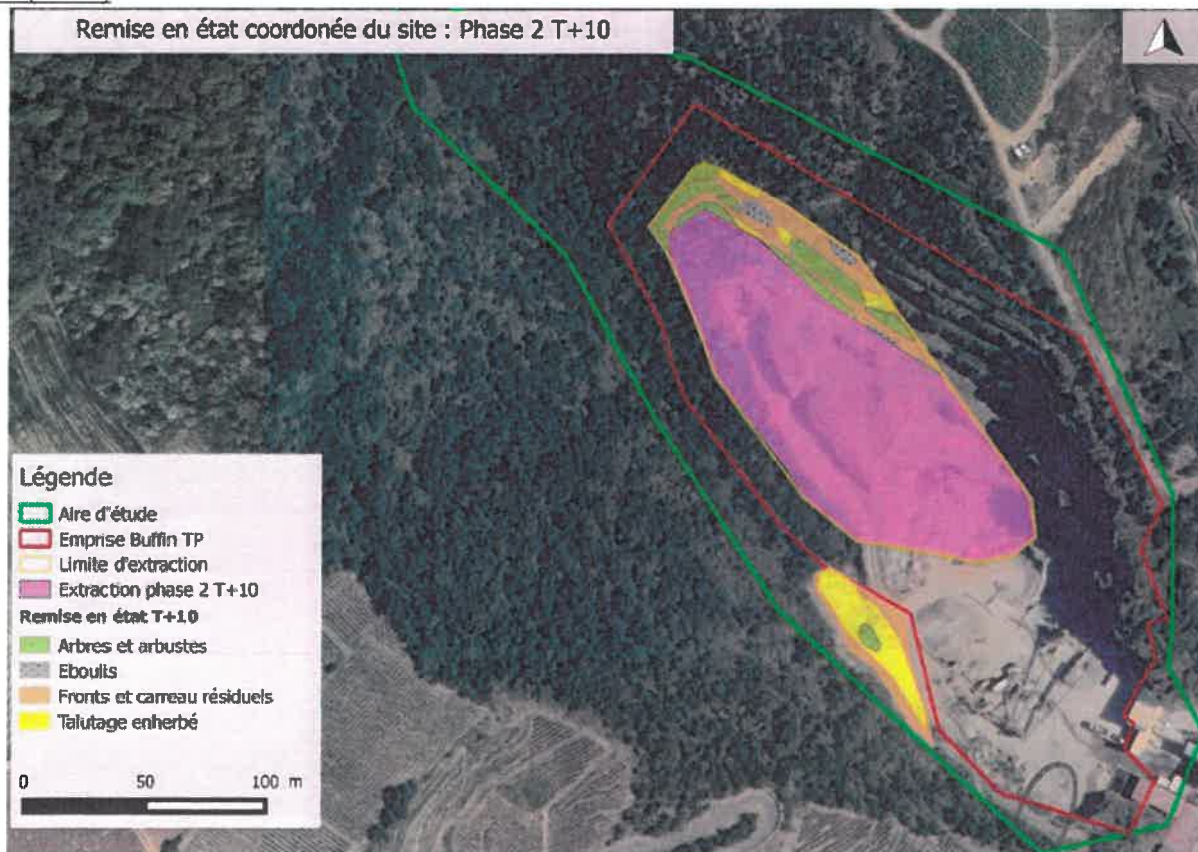 Remise en état coordonée du site : Phase 2 T+10
Légende
Aire d'étude
Emprise Buffin TP
Limite d'extraction
Extraction phase 2 T+10
Remise en état T+10
Arbres et arbustes
Eboulis
Fronts et carreau résiduels
Talutage enherbé
0 50 100 m